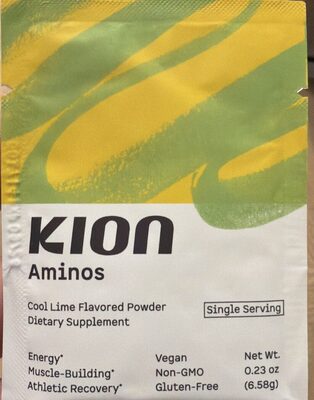 KION
Aminos
Cool Lime Flavored Powder
Dietary Supplement
Single Serving
Energy*
Muscle-Building*
Athletic Recovery*
Vegan
Non-GMO
Gluten-Free
Net Wt.
0.23 oz
(6.58g)